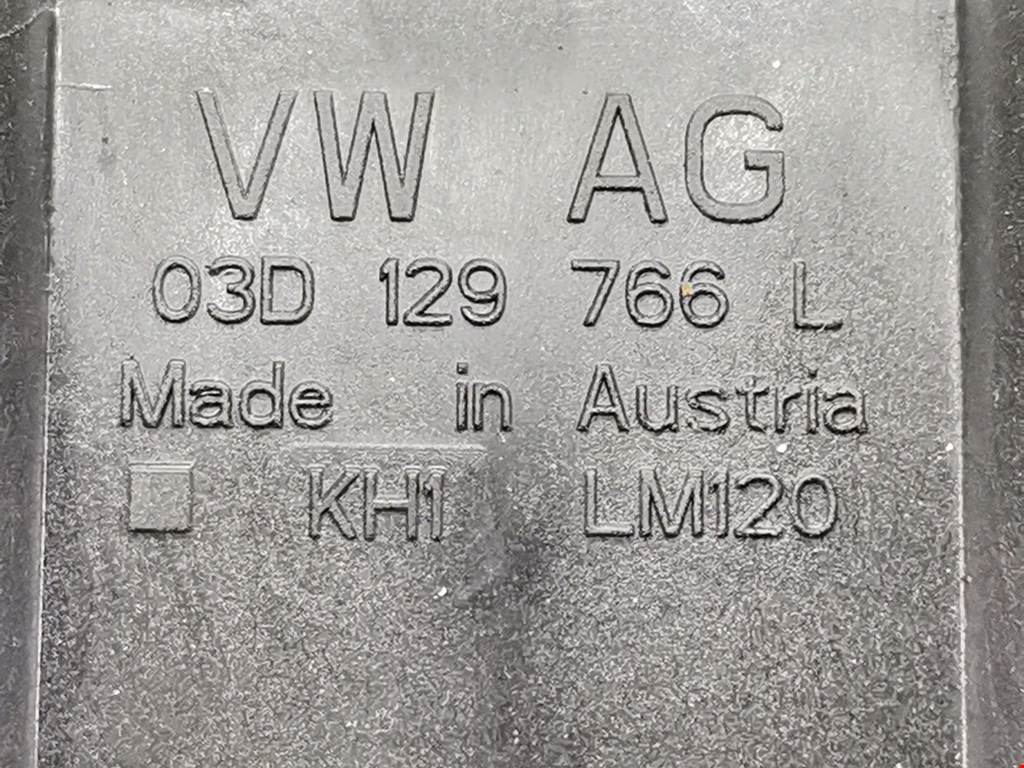 VW AG
03D 129 766 L
Made in Austria
KH1 LM120